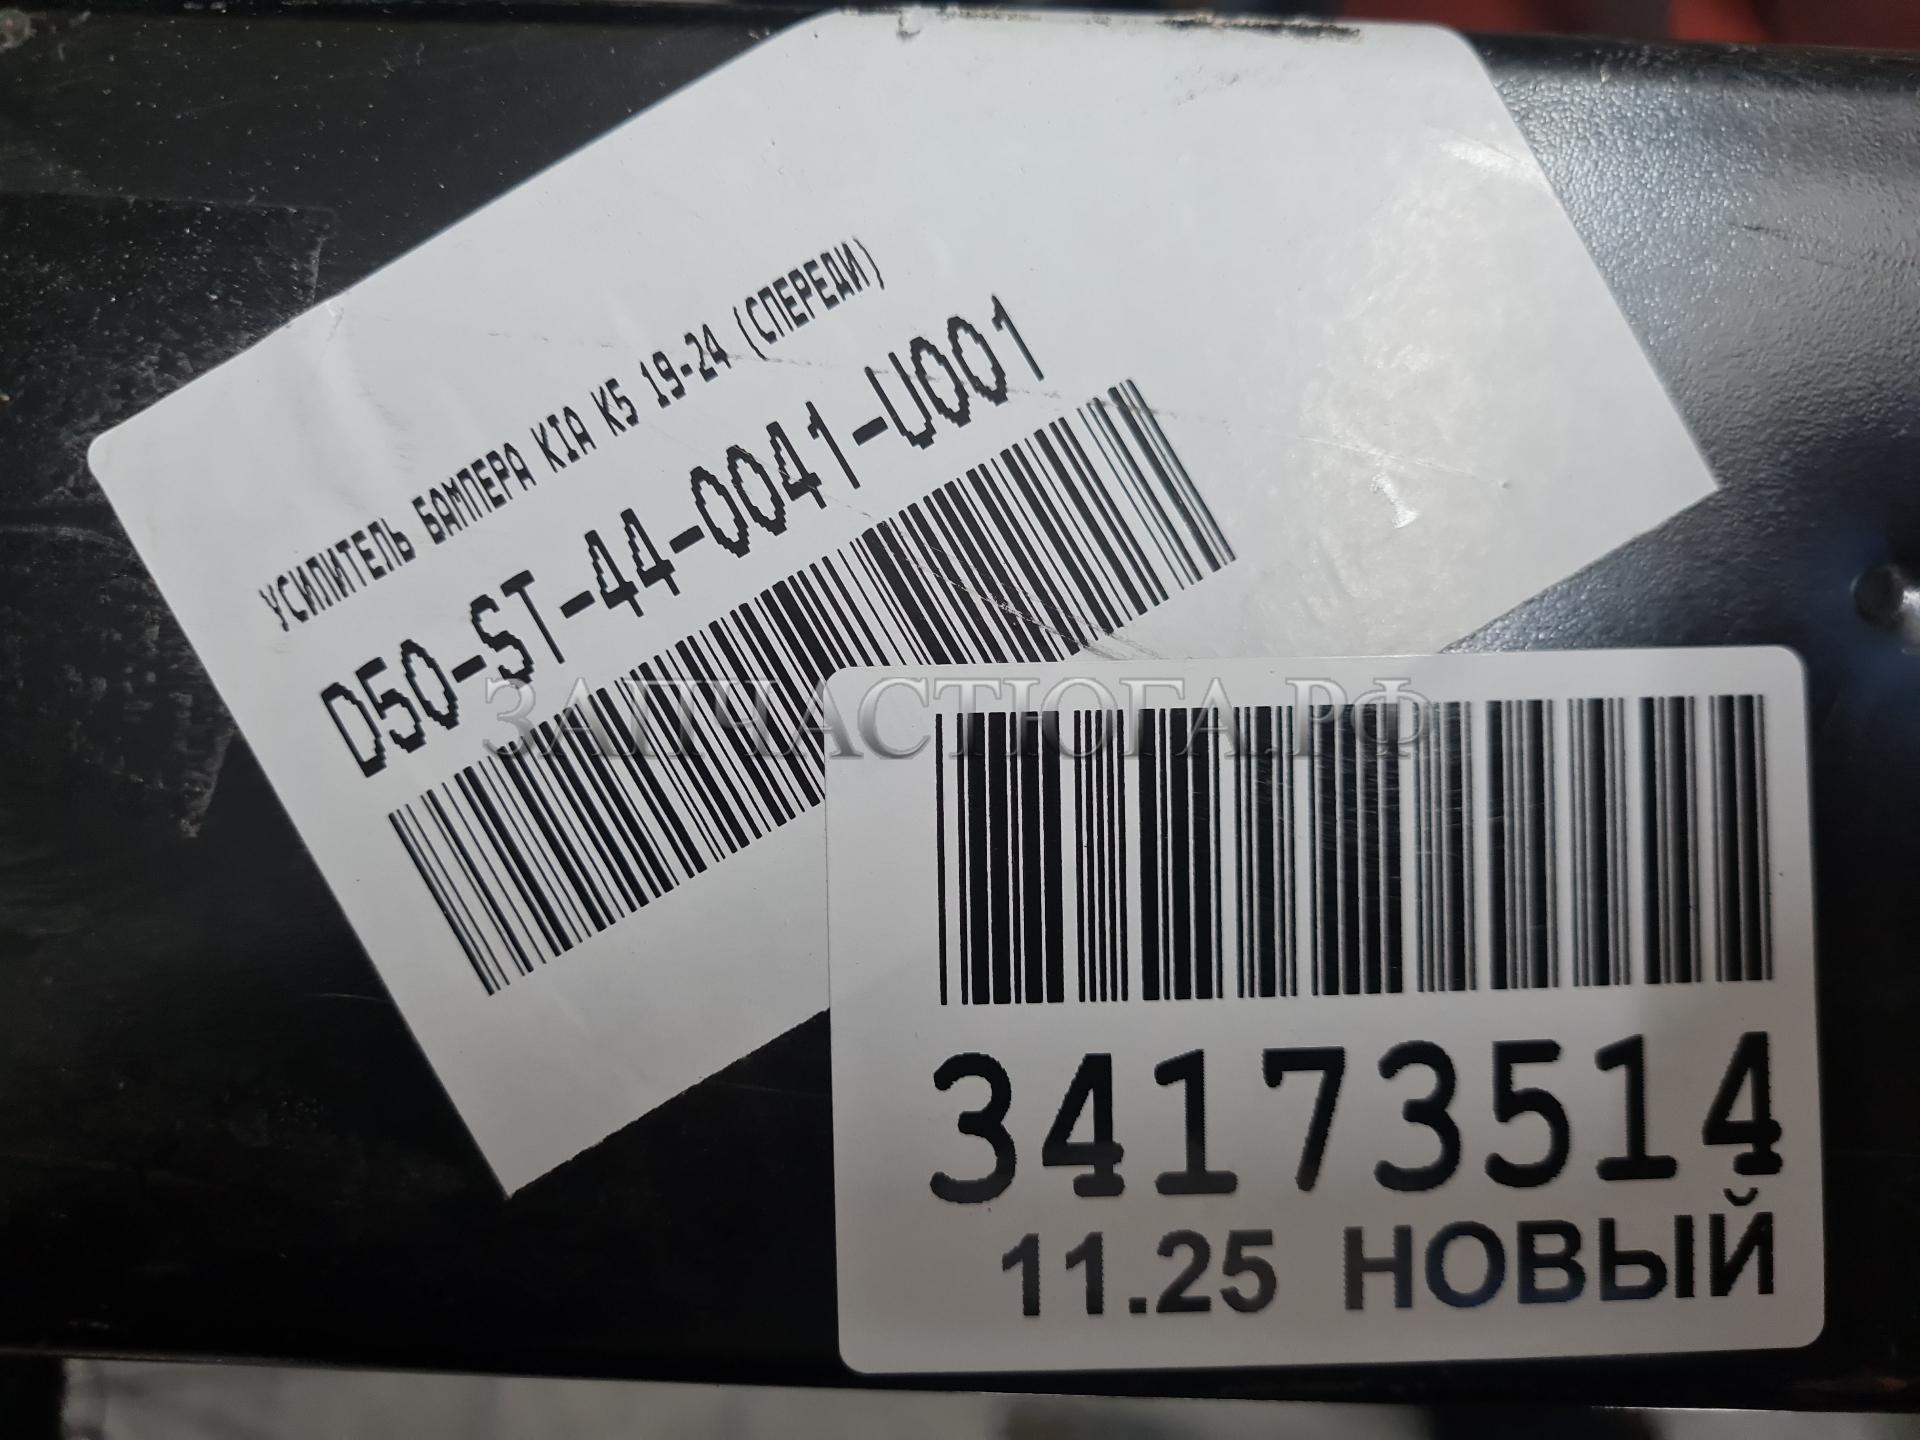 УСИЛИТЕЛЬ БАМПЕРА KIA K5 19-24 (СПЕРЕДИ)
D50-ST-44-0041-U001
ЗАПЧАСТЮГА.РФ
34173514
11.25 НОВЫЙ